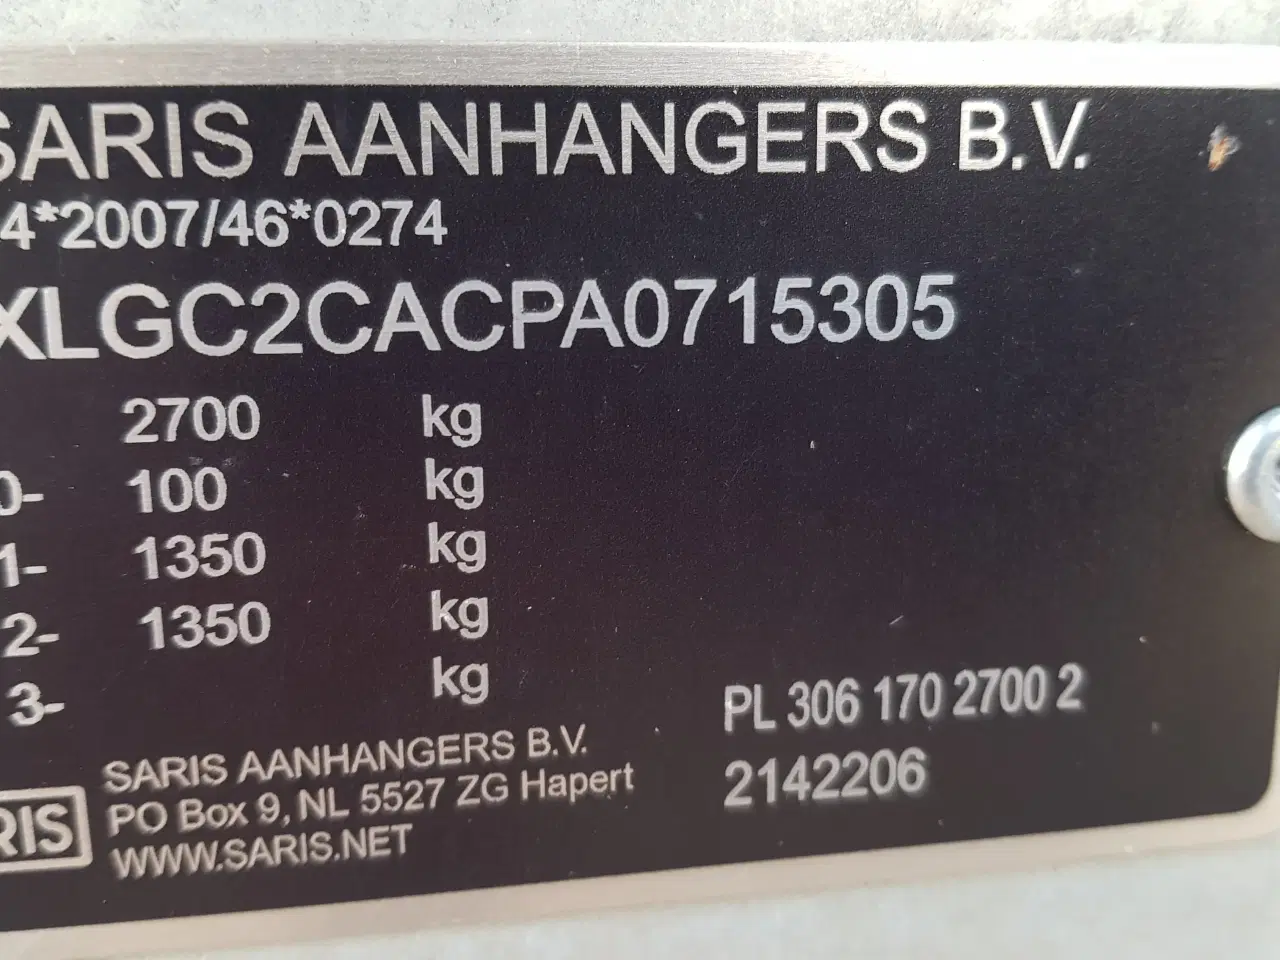 SARIS AANHANGERS B.V.
4*2007/46*0274
XLGC2CACPA0715305
2700 kg
0- 100 kg
1- 1350 kg
2- 1350 kg
3- kg
PL 306 170 2700 2
2142206
SARIS AANHANGERS B.V.
PO Box 9, NL 5527 ZG Hapert
WWW.SARIS.NET
RIS